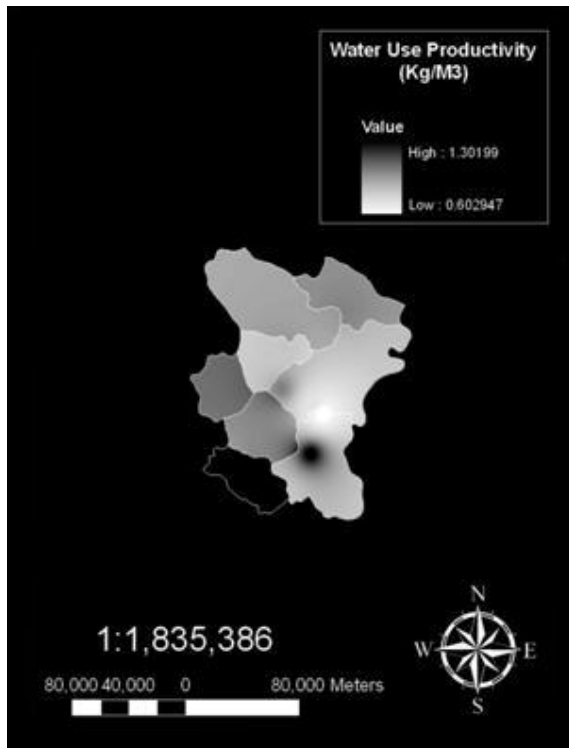 Water Use Productivity
(Kg/M3)
Value
High : 1.30199
Low : 0.602947
1:1,835,386
80,000 40,000 0 80,000 Meters
N
W E
S